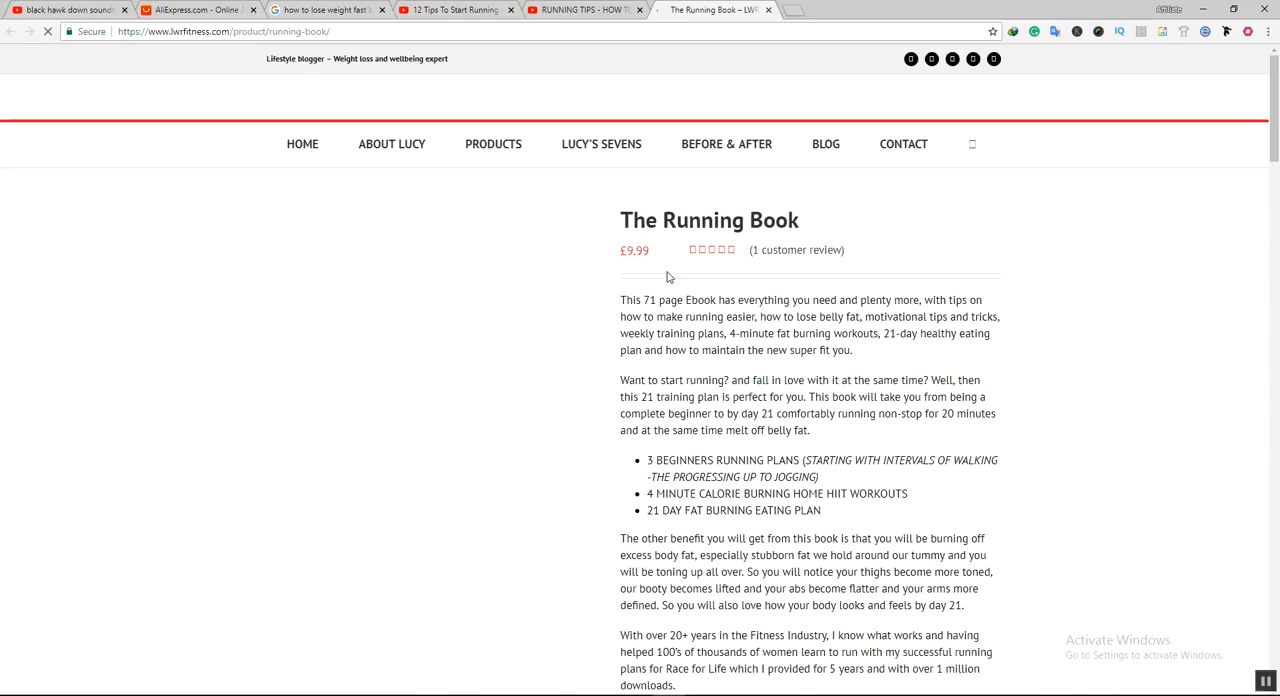 black hawk down sound
AliExpress.com - Online
how to lose weight fast
12 Tips To Start Running
RUNNING TIPS - HOW T
The Running Book – LWR
Affiliate
Secure
https://www.lwrfitness.com/product/running-book/
Lifestyle blogger – Weight loss and wellbeing expert
HOME ABOUT LUCY PRODUCTS LUCY'S SEVENS BEFORE & AFTER BLOG CONTACT
The Running Book
£9.99 (1 customer review)
This 71 page Ebook has everything you need and plenty more, with tips on
how to make running easier, how to lose belly fat, motivational tips and tricks,
weekly training plans, 4-minute fat burning workouts, 21-day healthy eating
plan and how to maintain the new super fit you.
Want to start running? and fall in love with it at the same time? Well, then
this 21 training plan is perfect for you. This book will take you from being a
complete beginner to by day 21 comfortably running non-stop for 20 minutes
and at the same time melt off belly fat.
• 3 BEGINNERS RUNNING PLANS (STARTING WITH INTERVALS OF WALKING
-THE PROGRESSING UP TO JOGGING)
• 4 MINUTE CALORIE BURNING HOME HIIT WORKOUTS
• 21 DAY FAT BURNING EATING PLAN
The other benefit you will get from this book is that you will be burning off
excess body fat, especially stubborn fat we hold around our tummy and you
will be toning up all over. So you will notice your thighs become more toned,
our booty becomes lifted and your abs become flatter and your arms more
defined. So you will also love how your body looks and feels by day 21.
With over 20+ years in the Fitness Industry, I know what works and having
helped 100's of thousands of women learn to run with my successful running
plans for Race for Life which I provided for 5 years and with over 1 million
downloads.
Activate Windows
Go to Settings to activate Windows.